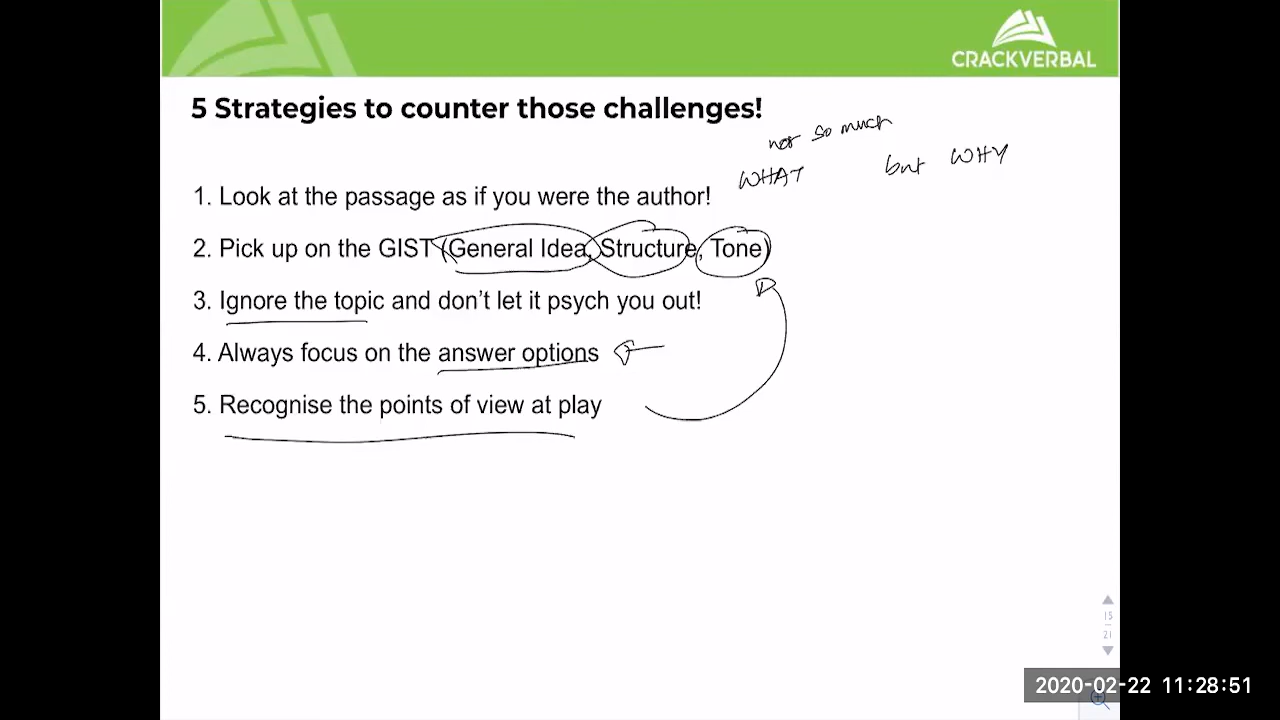 CRACKVERBAL
5 Strategies to counter those challenges!
not so much
WHAT but WHY
1. Look at the passage as if you were the author!
2. Pick up on the GIST (General Idea, Structure, Tone)
3. Ignore the topic and don’t let it psych you out!
4. Always focus on the answer options
5. Recognise the points of view at play
15
21
2020-02-22 11:28:51